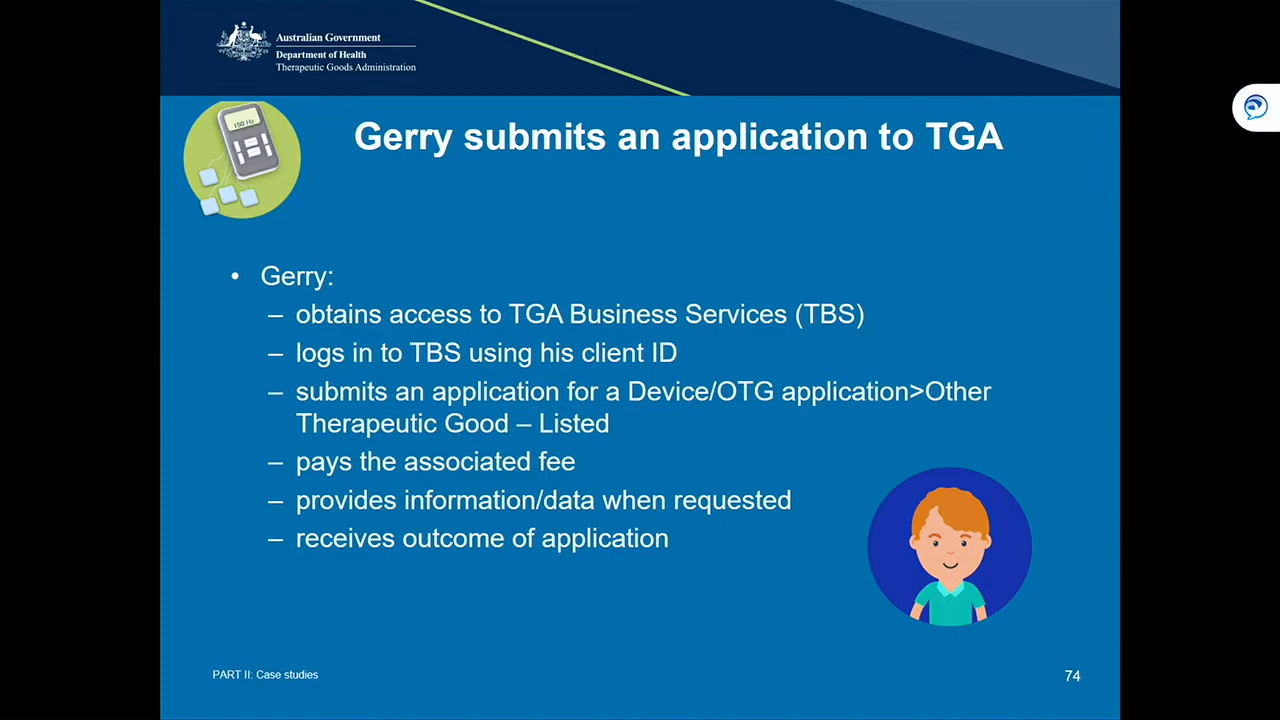 Australian Government
Department of Health
Therapeutic Goods Administration
150 Hz
Gerry submits an application to TGA
• Gerry:
– obtains access to TGA Business Services (TBS)
– logs in to TBS using his client ID
– submits an application for a Device/OTG application>Other
Therapeutic Good – Listed
– pays the associated fee
– provides information/data when requested
– receives outcome of application
PART II: Case studies
74